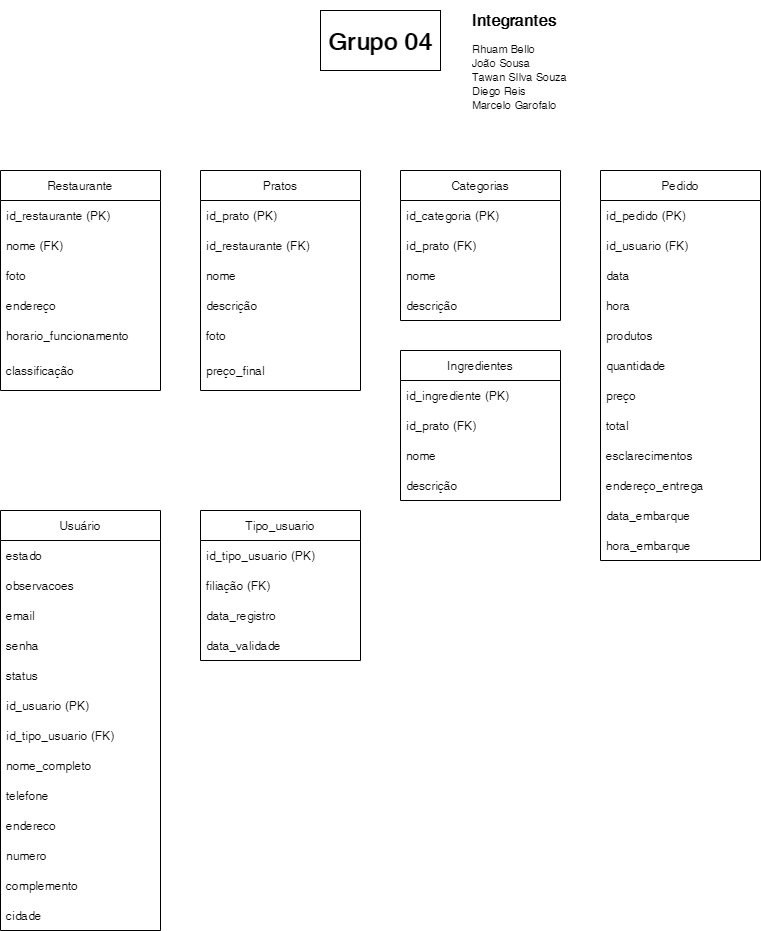 Grupo 04
Integrantes
Rhuam Bello
João Sousa
Tawan SIlva Souza
Diego Reis
Marcelo Garofalo
Restaurante
id_restaurante (PK)
nome (FK)
foto
endereço
horario_funcionamento
classificação
Pratos
id_prato (PK)
id_restaurante (FK)
nome
descrição
foto
preço_final
Categorias
id_categoria (PK)
id_prato (FK)
nome
descrição
Ingredientes
id_ingrediente (PK)
id_prato (FK)
nome
descrição
Pedido
id_pedido (PK)
id_usuario (FK)
data
hora
produtos
quantidade
preço
total
esclarecimentos
endereço_entrega
data_embarque
hora_embarque
Usuário
estado
observacoes
email
senha
status
id_usuario (PK)
id_tipo_usuario (FK)
nome_completo
telefone
endereco
numero
complemento
cidade
Tipo_usuario
id_tipo_usuario (PK)
filiação (FK)
data_registro
data_validade